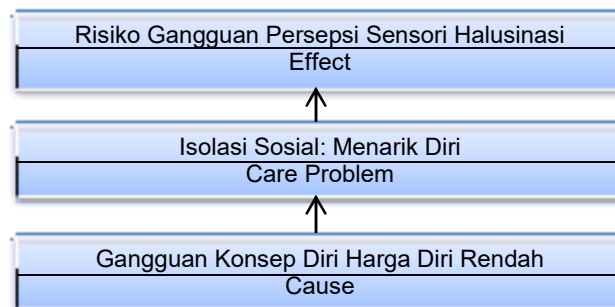 Risiko Gangguan Persepsi Sensori Halusinasi
Effect
Isolasi Sosial: Menarik Diri
Care Problem
Gangguan Konsep Diri Harga Diri Rendah
Cause